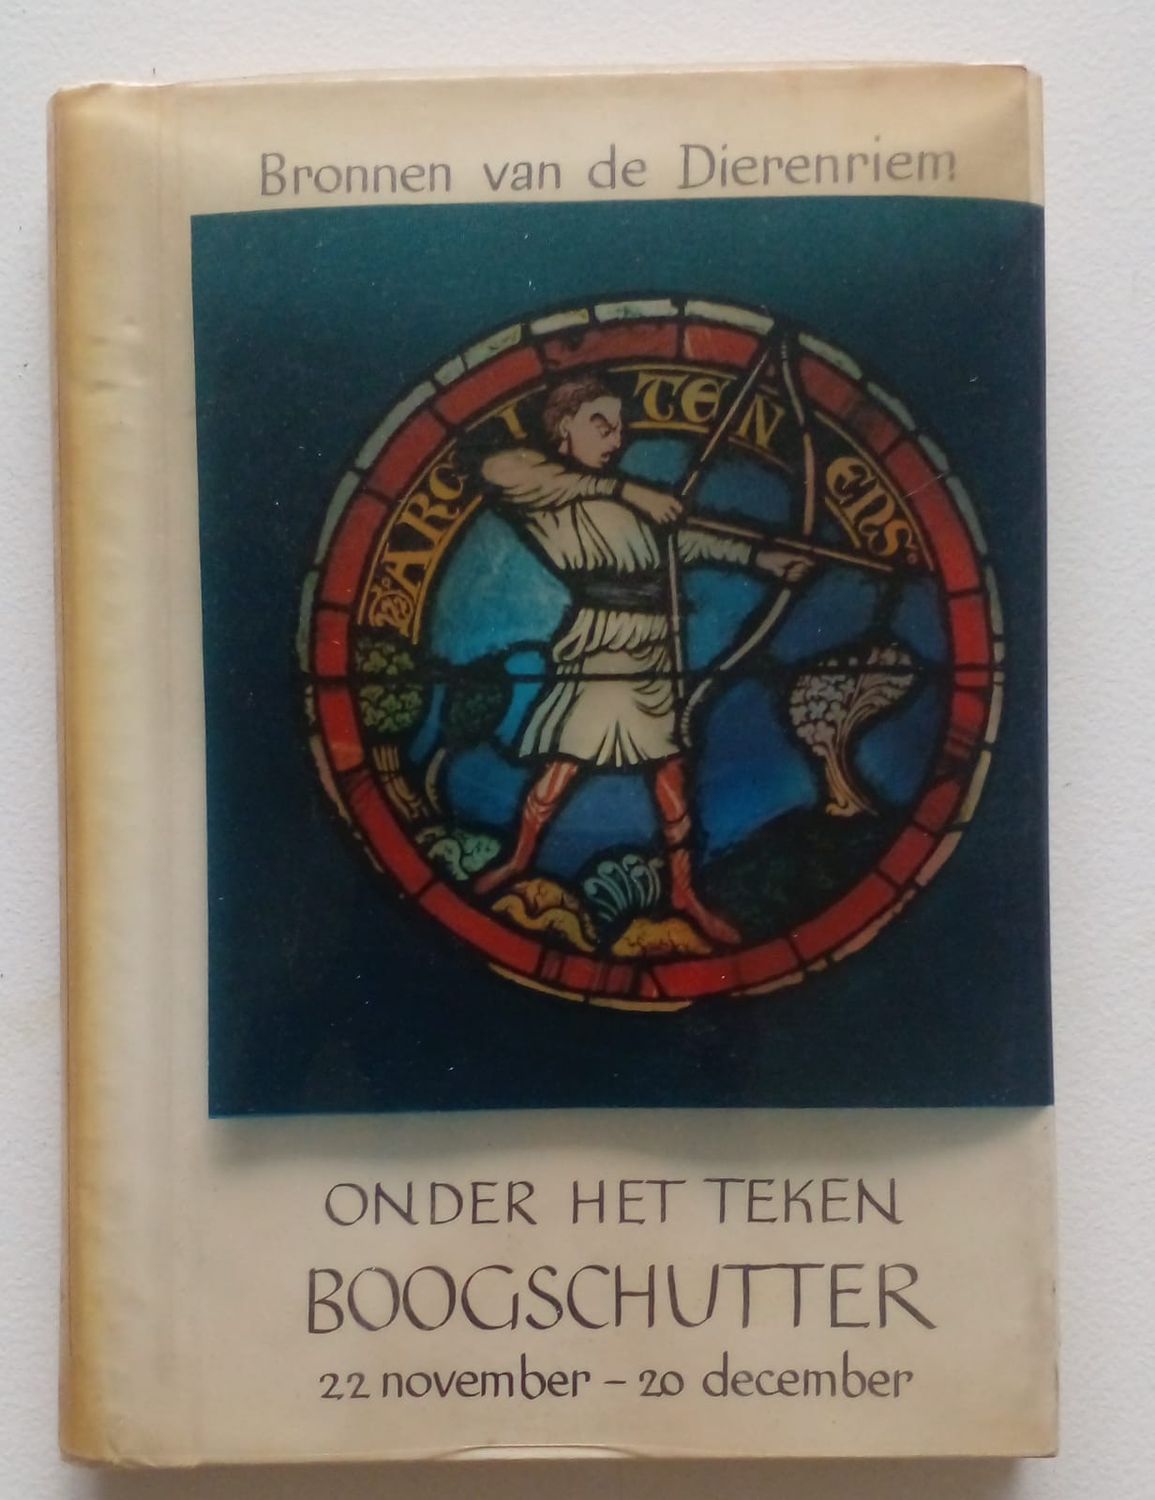 Bronnen van de Dierenriem
ARCITENENS
ONDER HET TEKEN
BOOGSCHUTTER
22 november – 20 december